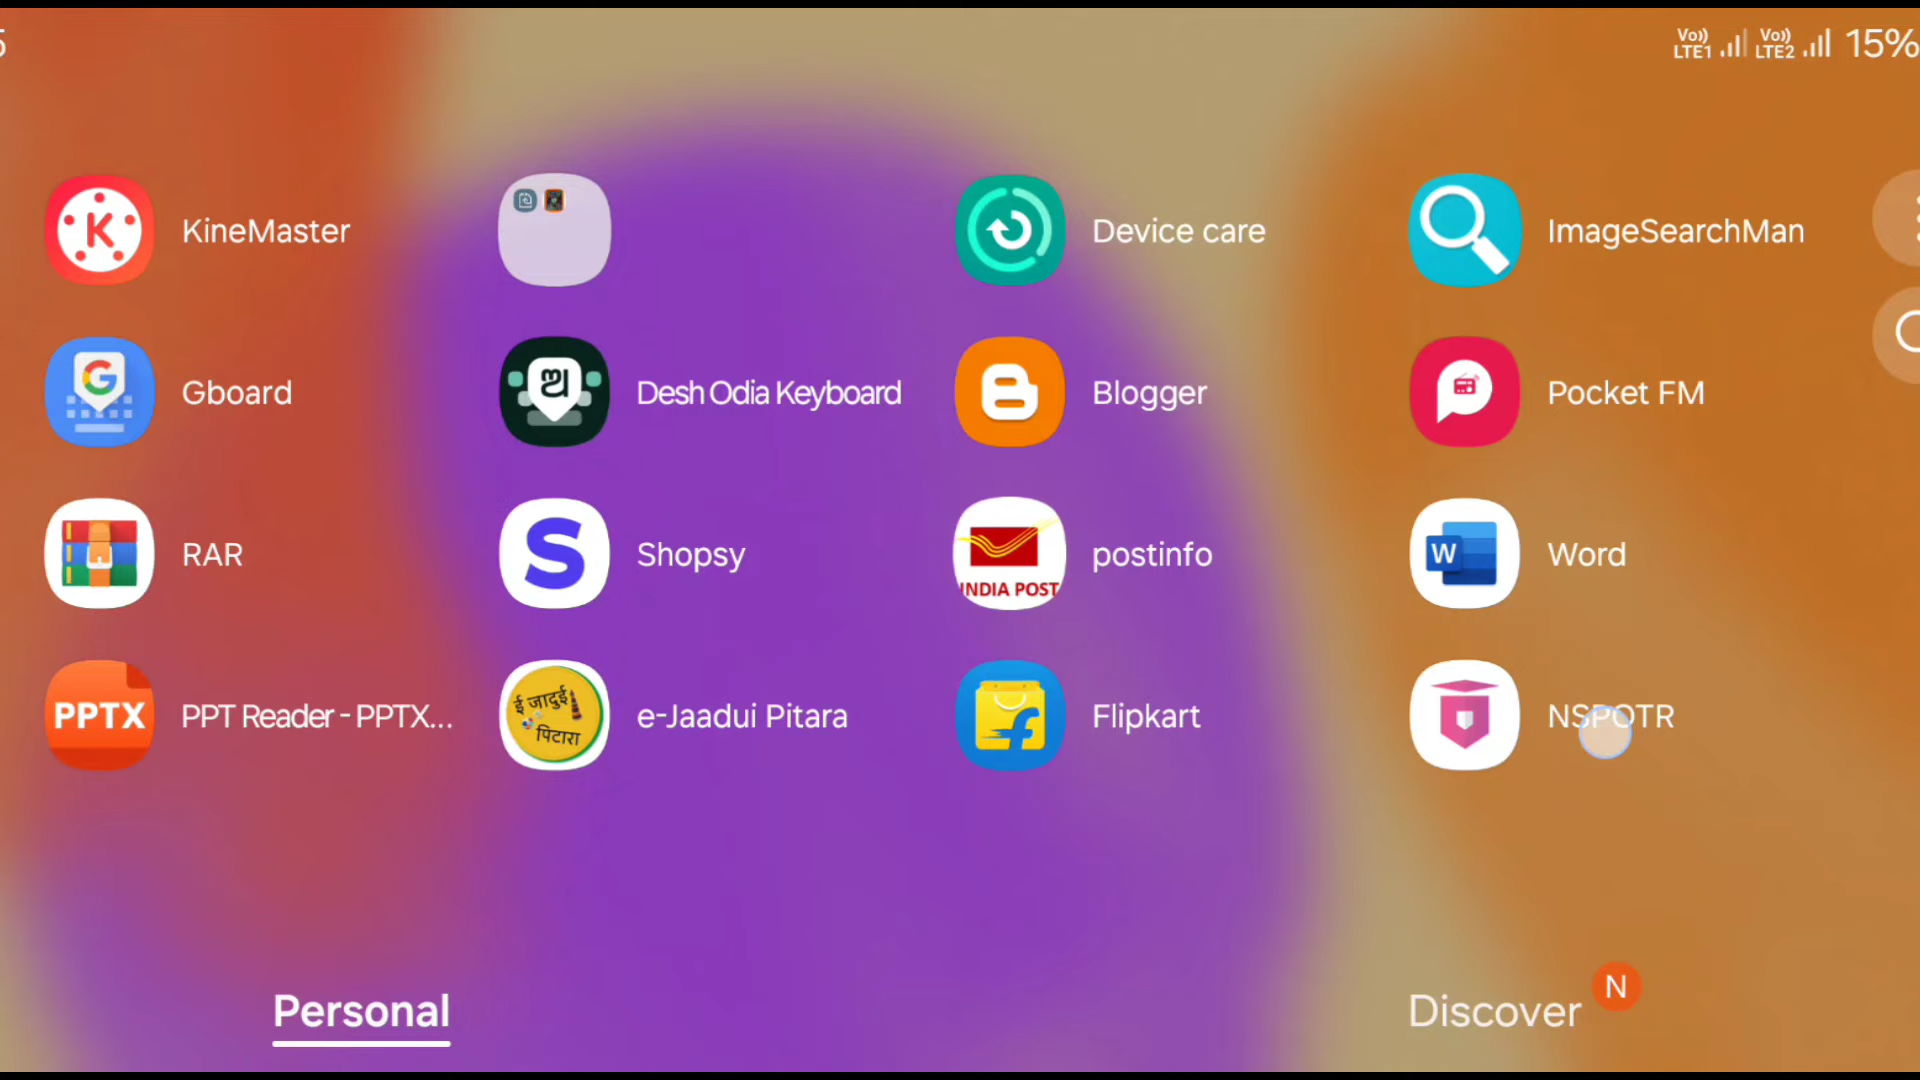 5
Vo)) LTE1 Vo)) LTE2 15%
K KineMaster
Device care
ImageSearchMan
G Gboard
ଅ Desh Odia Keyboard
Blogger
Pocket FM
RAR
S Shopsy
INDIA POST postinfo
W Word
PPTX PPT Reader - PPTX...
ई जादुई पिटारा e-Jaadui Pitara
f Flipkart
NSPOTR
Personal
Discover N